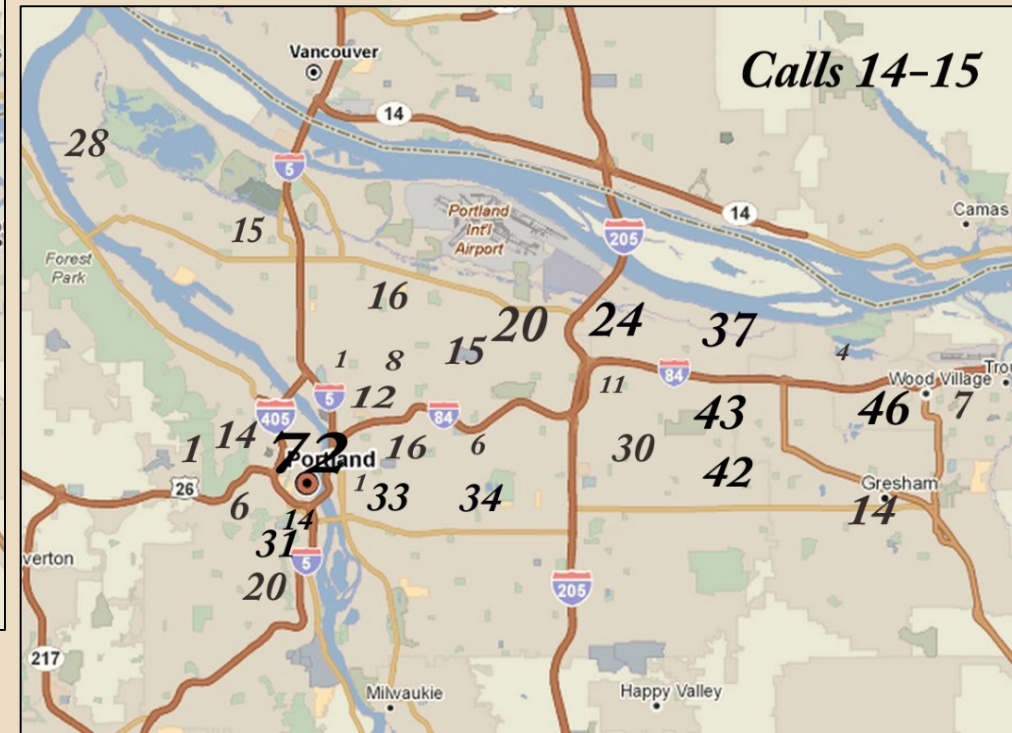 Vancouver
Calls 14-15
14
28
5
14
Camas
Portland
Int'l
Airport
15
205
Forest
Park
16
20
24
37
1
8
15
4
84
Trou
Wood Village
11
12
5
7
405
84
43
46
14
72
1
16
6
30
Portland
42
26
1
33
34
Gresham
6
14
14
31
verton
5
20
205
217
Milwaukie
Happy Valley